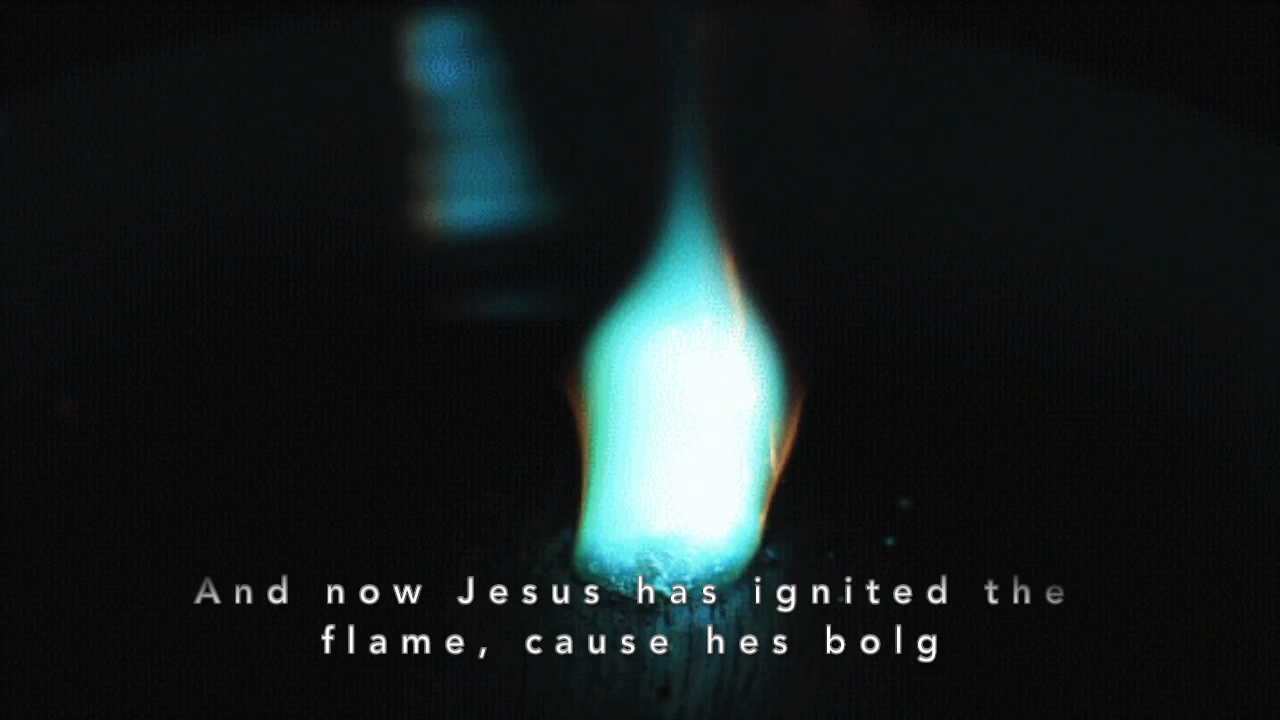 And now Jesus has ignited the
flame, cause hes bolg